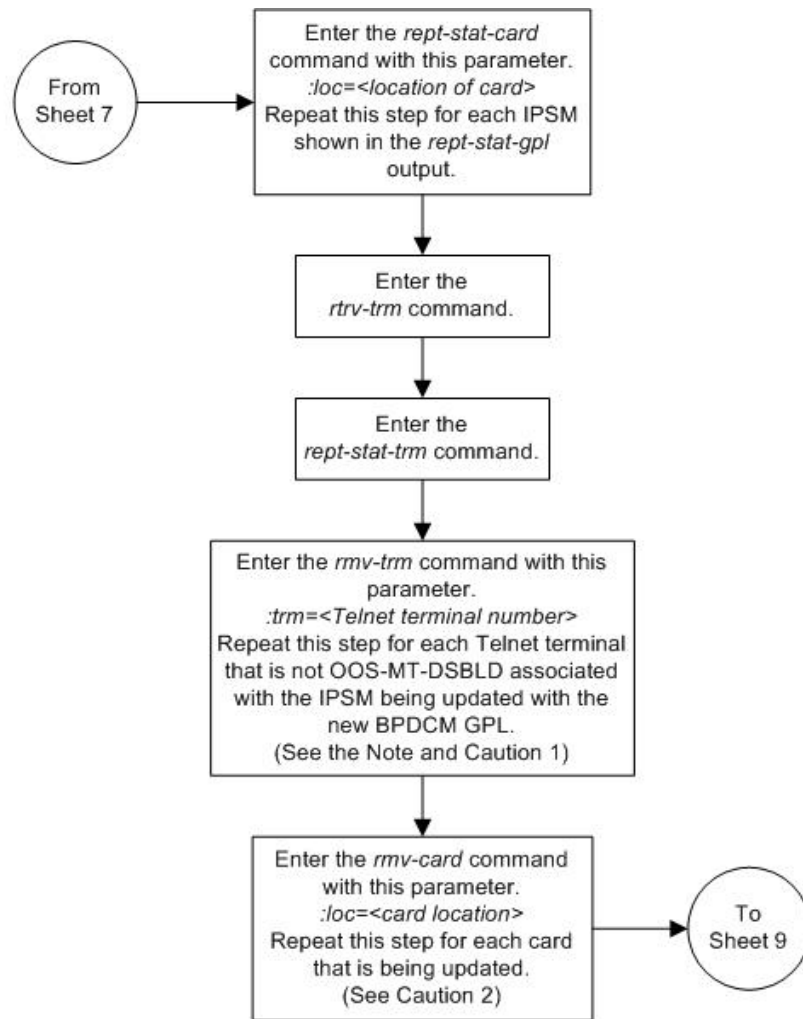 From
Sheet 7
Enter the rept-stat-card
command with this parameter.
:loc=<location of card>
Repeat this step for each IPSM
shown in the rept-stat-gpl
output.
Enter the
rtrv-trm command.
Enter the
rept-stat-trm command.
Enter the rmv-trm command with this
parameter.
:trm=<Telnet terminal number>
Repeat this step for each Telnet terminal
that is not OOS-MT-DSBLD associated
with the IPSM being updated with the
new BPDCM GPL.
(See the Note and Caution 1)
Enter the rmv-card command
with this parameter.
:loc=<card location>
Repeat this step for each card
that is being updated.
(See Caution 2)
To
Sheet 9